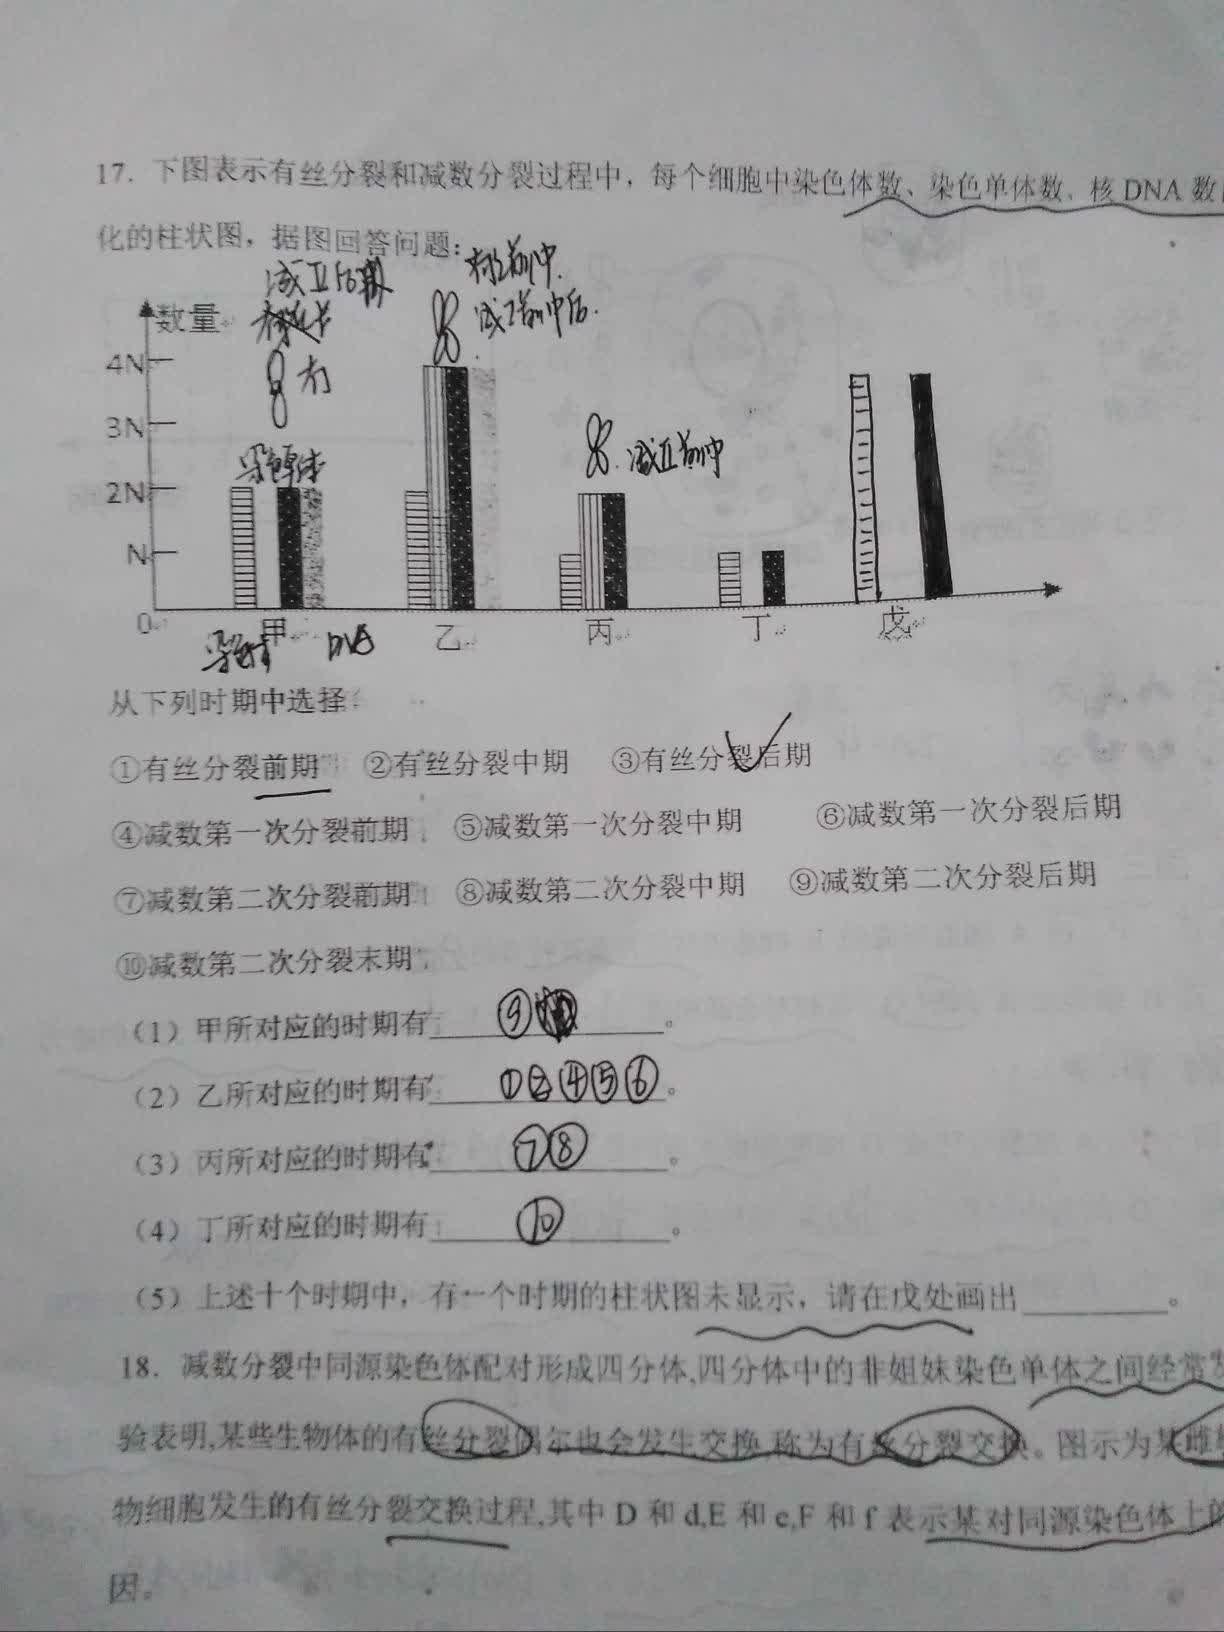 17. 下图表示有丝分裂和减数分裂过程中，每个细胞中染色体数、染色单体数、核 DNA 数
化的柱状图，据图回答问题：
减Ⅱ后期
有丝前中.
减Ⅰ前中后.
数量
4N
3N
有
减Ⅱ前中
2N
N
0
甲 乙 丙 丁 戊
染色体 DNA
从下列时期中选择：
①有丝分裂前期 ②有丝分裂中期 ③有丝分裂后期
④减数第一次分裂前期 ⑤减数第一次分裂中期 ⑥减数第一次分裂后期
⑦减数第二次分裂前期 ⑧减数第二次分裂中期 ⑨减数第二次分裂后期
⑩减数第二次分裂末期
（1）甲所对应的时期有 ⑨ 。
（2）乙所对应的时期有 ①②④⑤⑥ 。
（3）丙所对应的时期有 ⑦⑧ 。
（4）丁所对应的时期有 ⑩ 。
（5）上述十个时期中，有一个时期的柱状图未显示，请在戊处画出 。
18. 减数分裂中同源染色体配对形成四分体,四分体中的非姐妹染色单体之间经常
验表明,某些生物体的有丝分裂偶尔也会发生交换,称为有丝分裂交换。图示为某雌
物细胞发生的有丝分裂交换过程,其中 D 和 d,E 和 e,F 和 f 表示某对同源染色体上的
因。